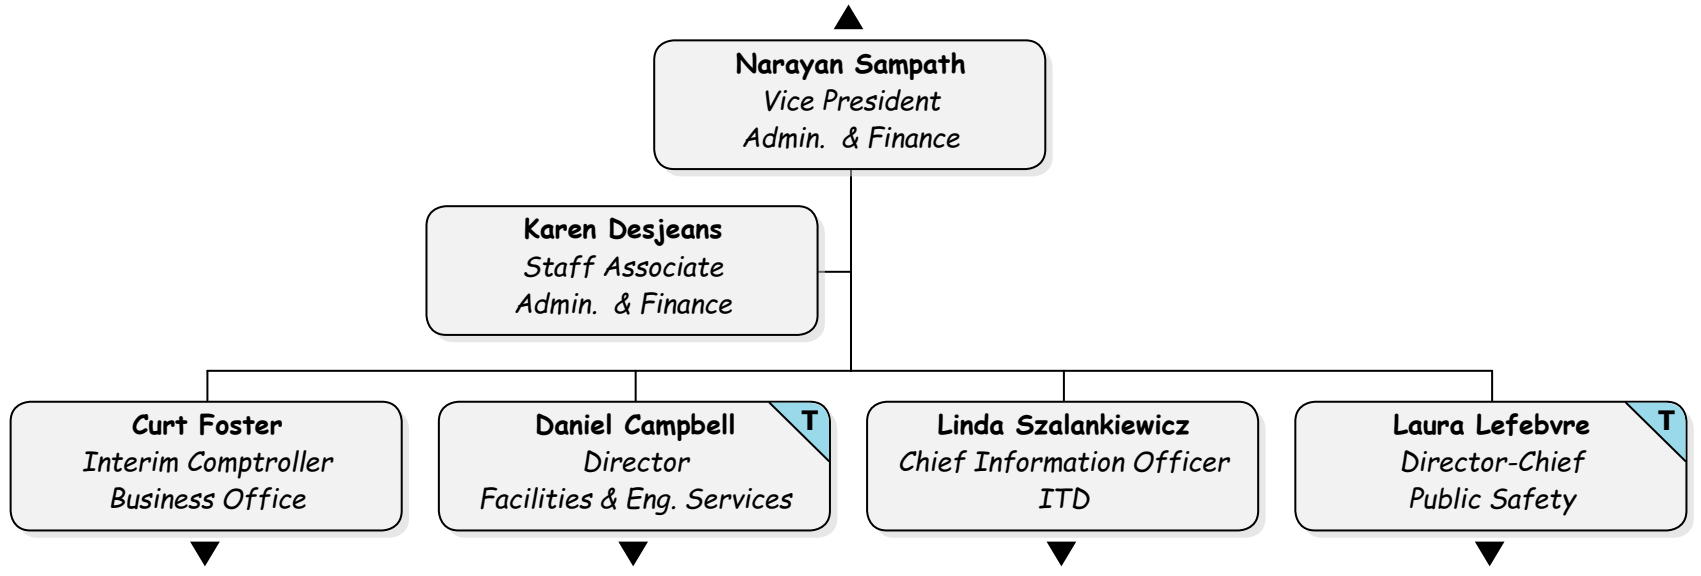 Narayan Sampath
Vice President
Admin.  & Finance
Karen Desjeans
Staff Associate
Admin.  & Finance
Curt Foster
Interim Comptroller
Business Office
Daniel Campbell
T
Director
Facilities & Eng. Services
Linda Szalankiewicz
Chief Information Officer
ITD
Laura Lefebvre
T
Director-Chief
Public Safety